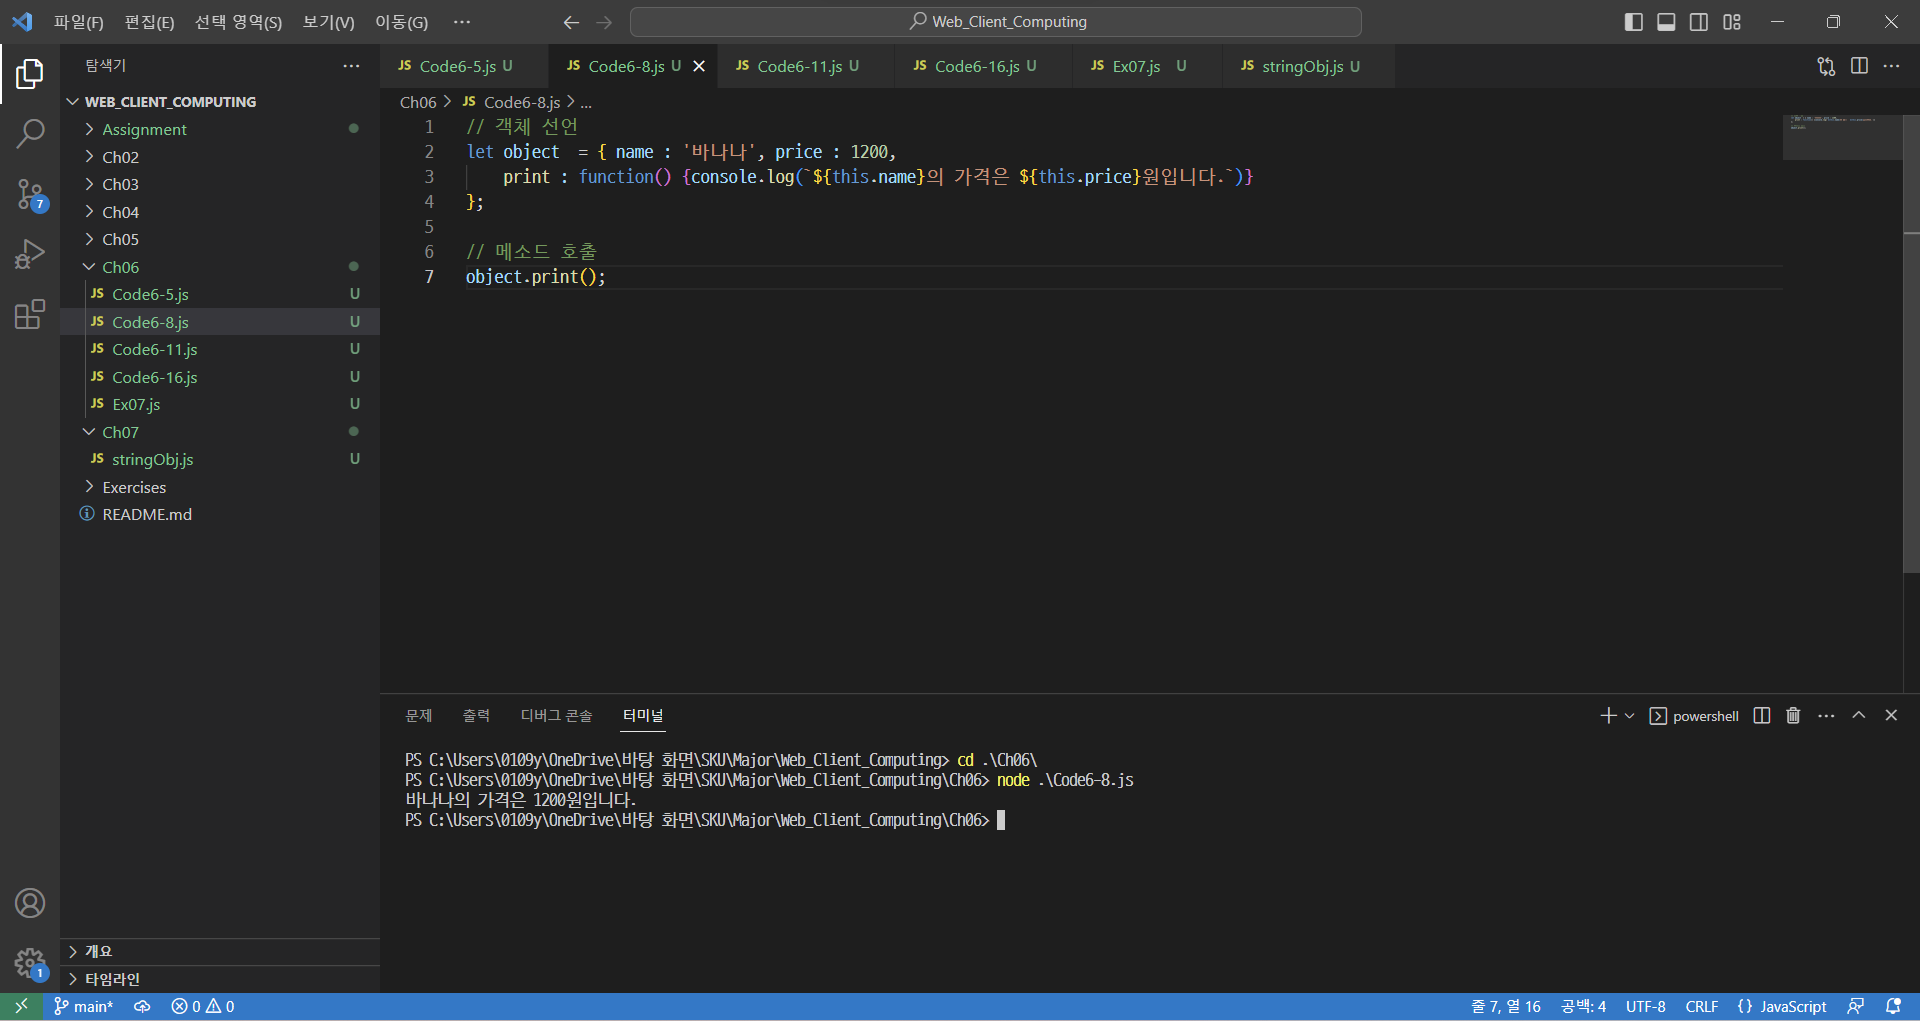 파일(F) 편집(E) 선택 영역(S) 보기(V) 이동(G) ··· Web_Client_Computing
탐색기
WEB_CLIENT_COMPUTING
Assignment
Ch02
Ch03
Ch04
Ch05
Ch06
JS Code6-5.js U
JS Code6-8.js U
JS Code6-11.js U
JS Code6-16.js U
JS Ex07.js U
Ch07
JS stringObj.js U
Exercises
README.md
개요
타임라인
7
1
JS Code6-5.js U JS Code6-8.js U JS Code6-11.js U JS Code6-16.js U JS Ex07.js U JS stringObj.js U
Ch06 > JS Code6-8.js > ...
1 // 객체 선언
2 let object  = { name : '바나나', price : 1200,
3     print : function() {console.log(`${this.name}의 가격은 ${this.price}원입니다.`)}
4 };
5
6 // 메소드 호출
7 object.print();
문제 출력 디버그 콘솔 터미널 powershell
PS C:\Users\0109y\OneDrive\바탕 화면\SKU\Major\Web_Client_Computing> cd .\Ch06\
PS C:\Users\0109y\OneDrive\바탕 화면\SKU\Major\Web_Client_Computing\Ch06> node .\Code6-8.js
바나나의 가격은 1200원입니다.
PS C:\Users\0109y\OneDrive\바탕 화면\SKU\Major\Web_Client_Computing\Ch06>
main* 0 0 줄 7, 열 16 공백: 4 UTF-8 CRLF {} JavaScript